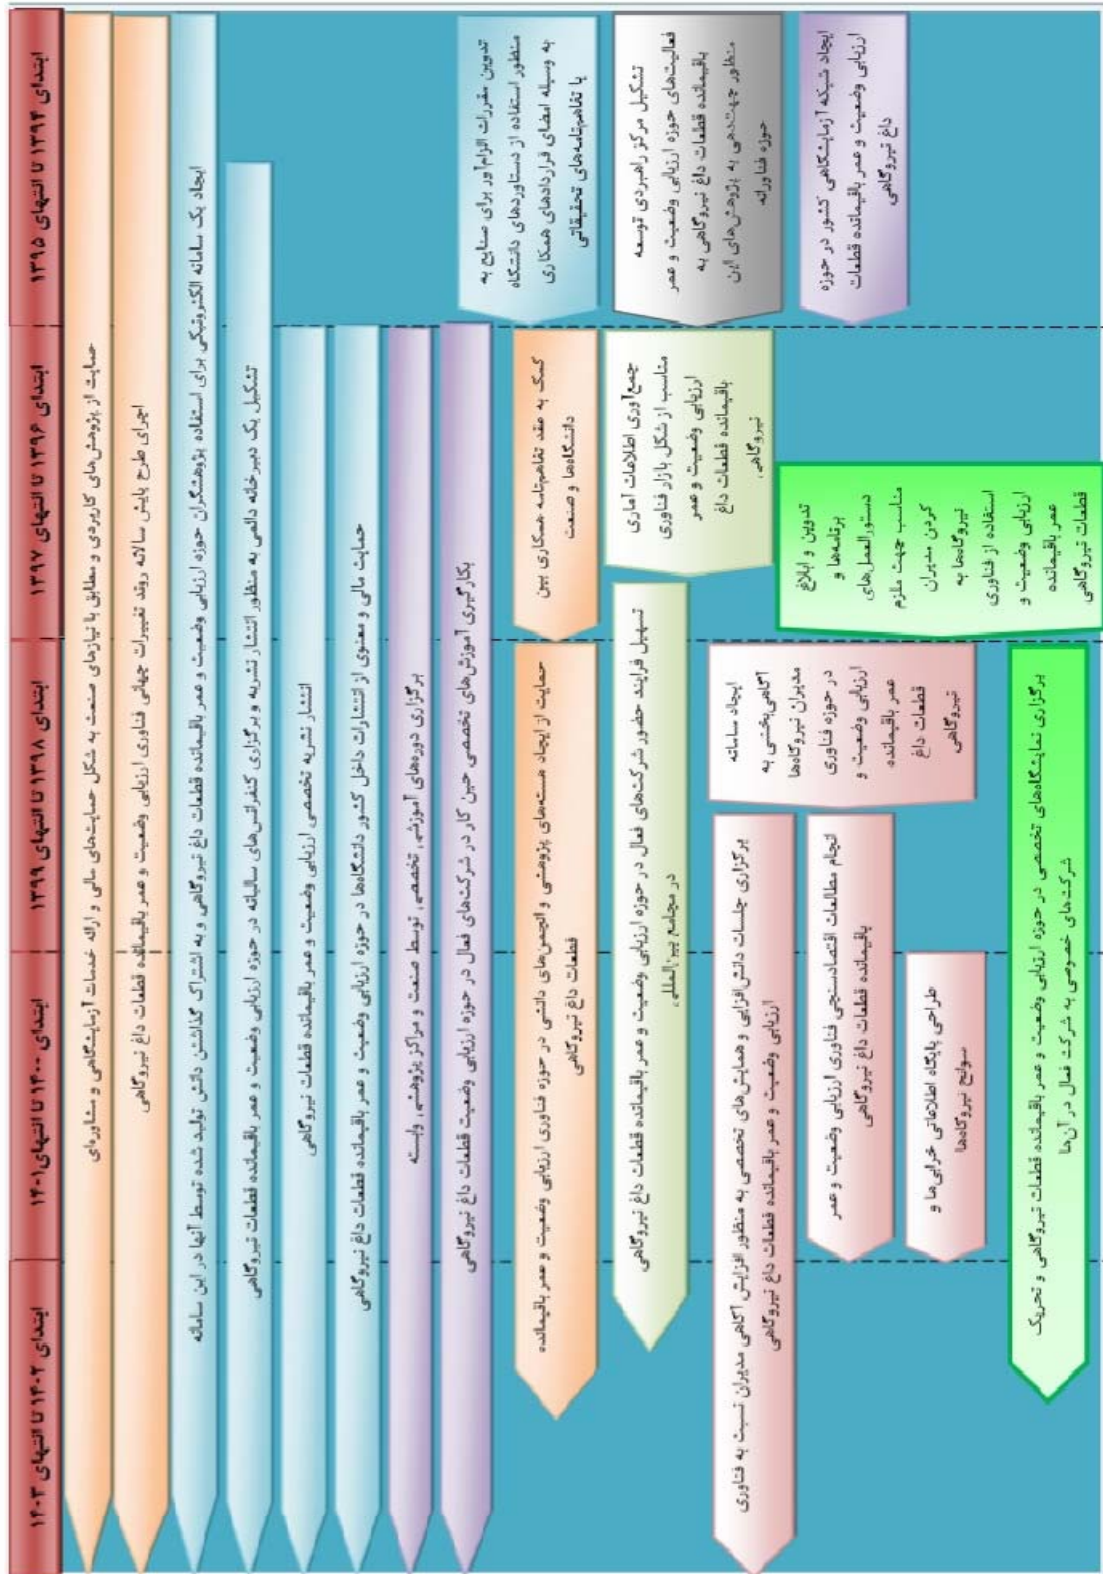 ابتدای ۱۳۹۴ تا انتهای ۱۳۹۵
ابتدای ۱۳۹۶ تا انتهای ۱۳۹۷
ابتدای ۱۳۹۸ تا انتهای ۱۳۹۹
ابتدای ۱۴۰۰ تا انتهای ۱۴۰۱
ابتدای ۱۴۰۲ تا انتهای ۱۴۰۳
حمایت از پژوهش‌های کاربردی و مطابق با نیازهای صنعت به شکل حمایت‌های مالی و ارائه خدمات آزمایشگاهی و مشاوره‌ای
اجرای طرح پایش سالانه روند تغییرات جهانی فناوری ارزیابی وضعیت و عمر باقیمانده قطعات داغ نیروگاهی
ایجاد یک سامانه الکترونیکی برای استفاده پژوهشگران حوزه ارزیابی وضعیت و عمر باقیمانده قطعات داغ نیروگاهی و به اشتراک گذاشتن دانش تولید شده توسط آنها در این سامانه
تشکیل یک دبیرخانه دائمی به منظور انتشار نشریه و برگزاری کنفرانس‌های سالیانه در حوزه ارزیابی وضعیت و عمر باقیمانده قطعات نیروگاهی
انتشار نشریه تخصصی ارزیابی وضعیت و عمر باقیمانده قطعات نیروگاهی
حمایت مالی و معنوی از انتشارات داخل کشور دانشگاه‌ها در حوزه ارزیابی وضعیت و عمر باقیمانده قطعات داغ نیروگاهی
برگزاری دوره‌های آموزشی، تخصصی، توسط صنعت و مراکز پژوهشی وابسته
بکارگیری آموزش‌های تخصصی حین کار در شرکت‌های فعال در حوزه ارزیابی وضعیت قطعات داغ نیروگاهی
تدوین مقررات الزام‌آور برای صنایع به
منظور استفاده از دستاوردهای دانشگاه
به وسیله امضای قراردادهای همکاری
یا تفاهم‌نامه‌های تحقیقاتی
کمک به عقد تفاهم‌نامه همکاری بین
دانشگاه‌ها و صنعت
حمایت از ایجاد هسته‌های پژوهشی و انجمن‌های دانشی در حوزه فناوری ارزیابی وضعیت و عمر باقیمانده
قطعات داغ نیروگاهی
تشکیل مرکز راهبردی توسعه
فعالیت‌های حوزه ارزیابی وضعیت و عمر
باقیمانده قطعات داغ نیروگاهی به
منظور جهت‌دهی به پژوهش‌های این
حوزه فناورانه
جمع‌آوری اطلاعات آماری
مناسب از شکل بازار فناوری
ارزیابی وضعیت و عمر
باقیمانده قطعات داغ
نیروگاهی.
تسهیل فرایند حضور شرکت‌های فعال در حوزه ارزیابی وضعیت و عمر باقیمانده قطعات داغ نیروگاهی
در مجامع بین‌المللی
ایجاد شبکه آزمایشگاهی کشور در حوزه
ارزیابی وضعیت و عمر باقیمانده قطعات
داغ نیروگاهی
تدوین و ابلاغ
برنامه‌ها و
دستورالعمل‌های
مناسب جهت ملزم
کردن مدیران
نیروگاه‌ها به
استفاده از فناوری
ارزیابی وضعیت و
عمر باقیمانده
قطعات نیروگاهی
ایجاد سامانه
آگاهی‌بخشی به
مدیران نیروگاه‌ها
در حوزه فناوری
ارزیابی وضعیت و
عمر باقیمانده
قطعات داغ
نیروگاهی
برگزاری جلسات دانش‌افزایی و همایش‌های تخصصی به منظور افزایش آگاهی مدیران نسبت به فناوری
ارزیابی وضعیت و عمر باقیمانده قطعات داغ نیروگاهی
انجام مطالعات اقتصادسنجی فناوری ارزیابی وضعیت و عمر
باقیمانده قطعات داغ نیروگاهی
طراحی پایگاه اطلاعاتی خرابی‌ها و
سوانح نیروگاه‌ها
برگزاری نمایشگاه‌های تخصصی در حوزه ارزیابی وضعیت و عمر باقیمانده قطعات نیروگاهی و تحریک
شرکت‌های خصوصی به شرکت فعال در آن‌ها